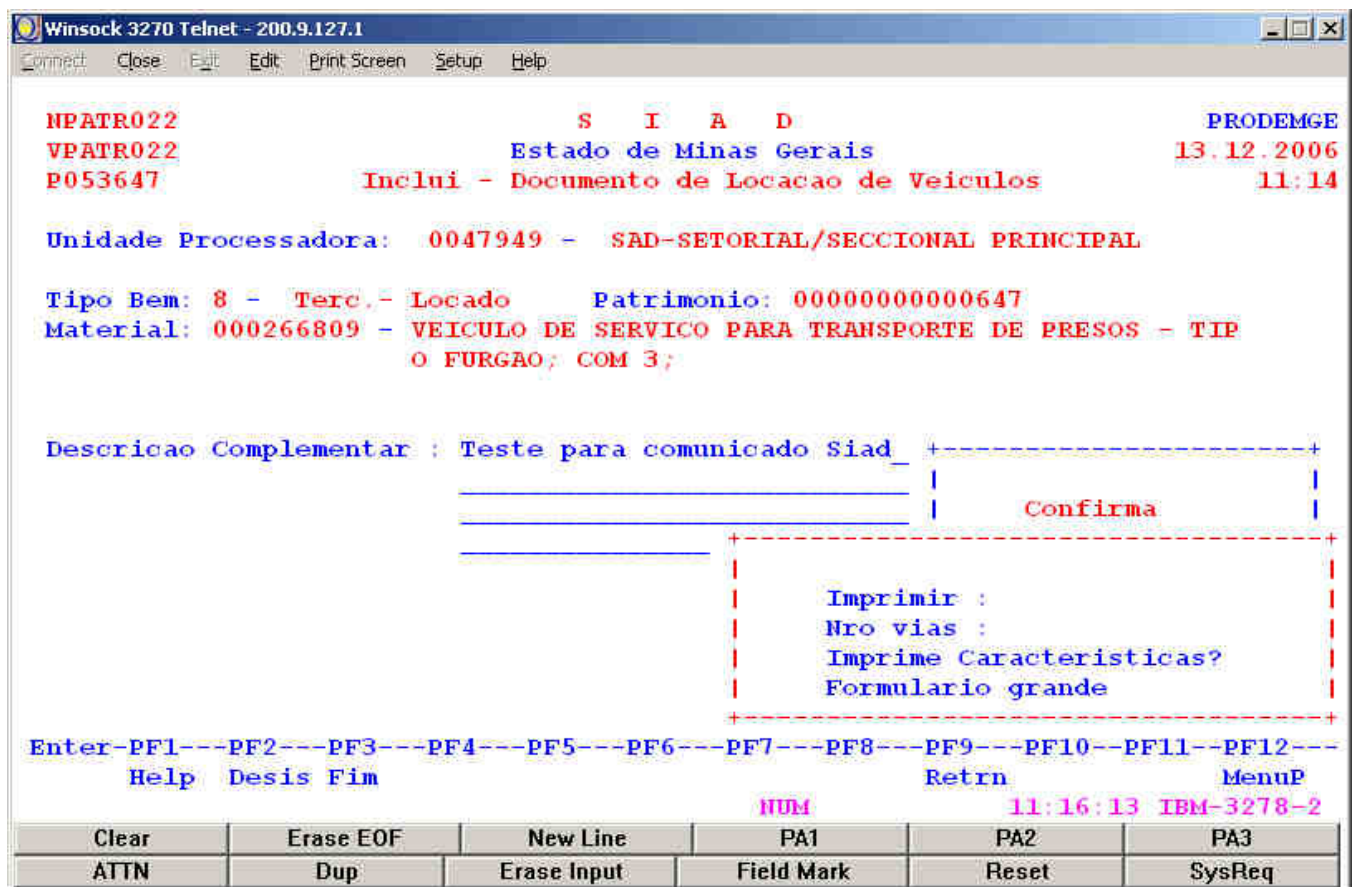 Winsock 3270 Telnet - 200.9.127.1
Connect Close Exit Edit Print Screen Setup Help
NPATR022 S I A D PRODEMGE
VPATR022 Estado de Minas Gerais 13.12.2006
P053647 Inclui - Documento de Locacao de Veiculos 11:14
Unidade Processadora: 0047949 - SAD-SETORIAL/SECCIONAL PRINCIPAL
Tipo Bem: 8 - Terc.- Locado Patrimonio: 00000000000647
Material: 000266809 - VEICULO DE SERVICO PARA TRANSPORTE DE PRESOS - TIP
O FURGAO; COM 3;
Descricao Complementar : Teste para comunicado Siad_
Confirma
Imprimir :
Nro vias :
Imprime Caracteristicas?
Formulario grande
Enter-PF1---PF2---PF3---PF4---PF5---PF6---PF7---PF8---PF9---PF10--PF11--PF12---
Help Desis Fim Retrn MenuP
NUM 11:16:13 IBM-3278-2
Clear Erase EOF New Line PA1 PA2 PA3
ATTN Dup Erase Input Field Mark Reset SysReq